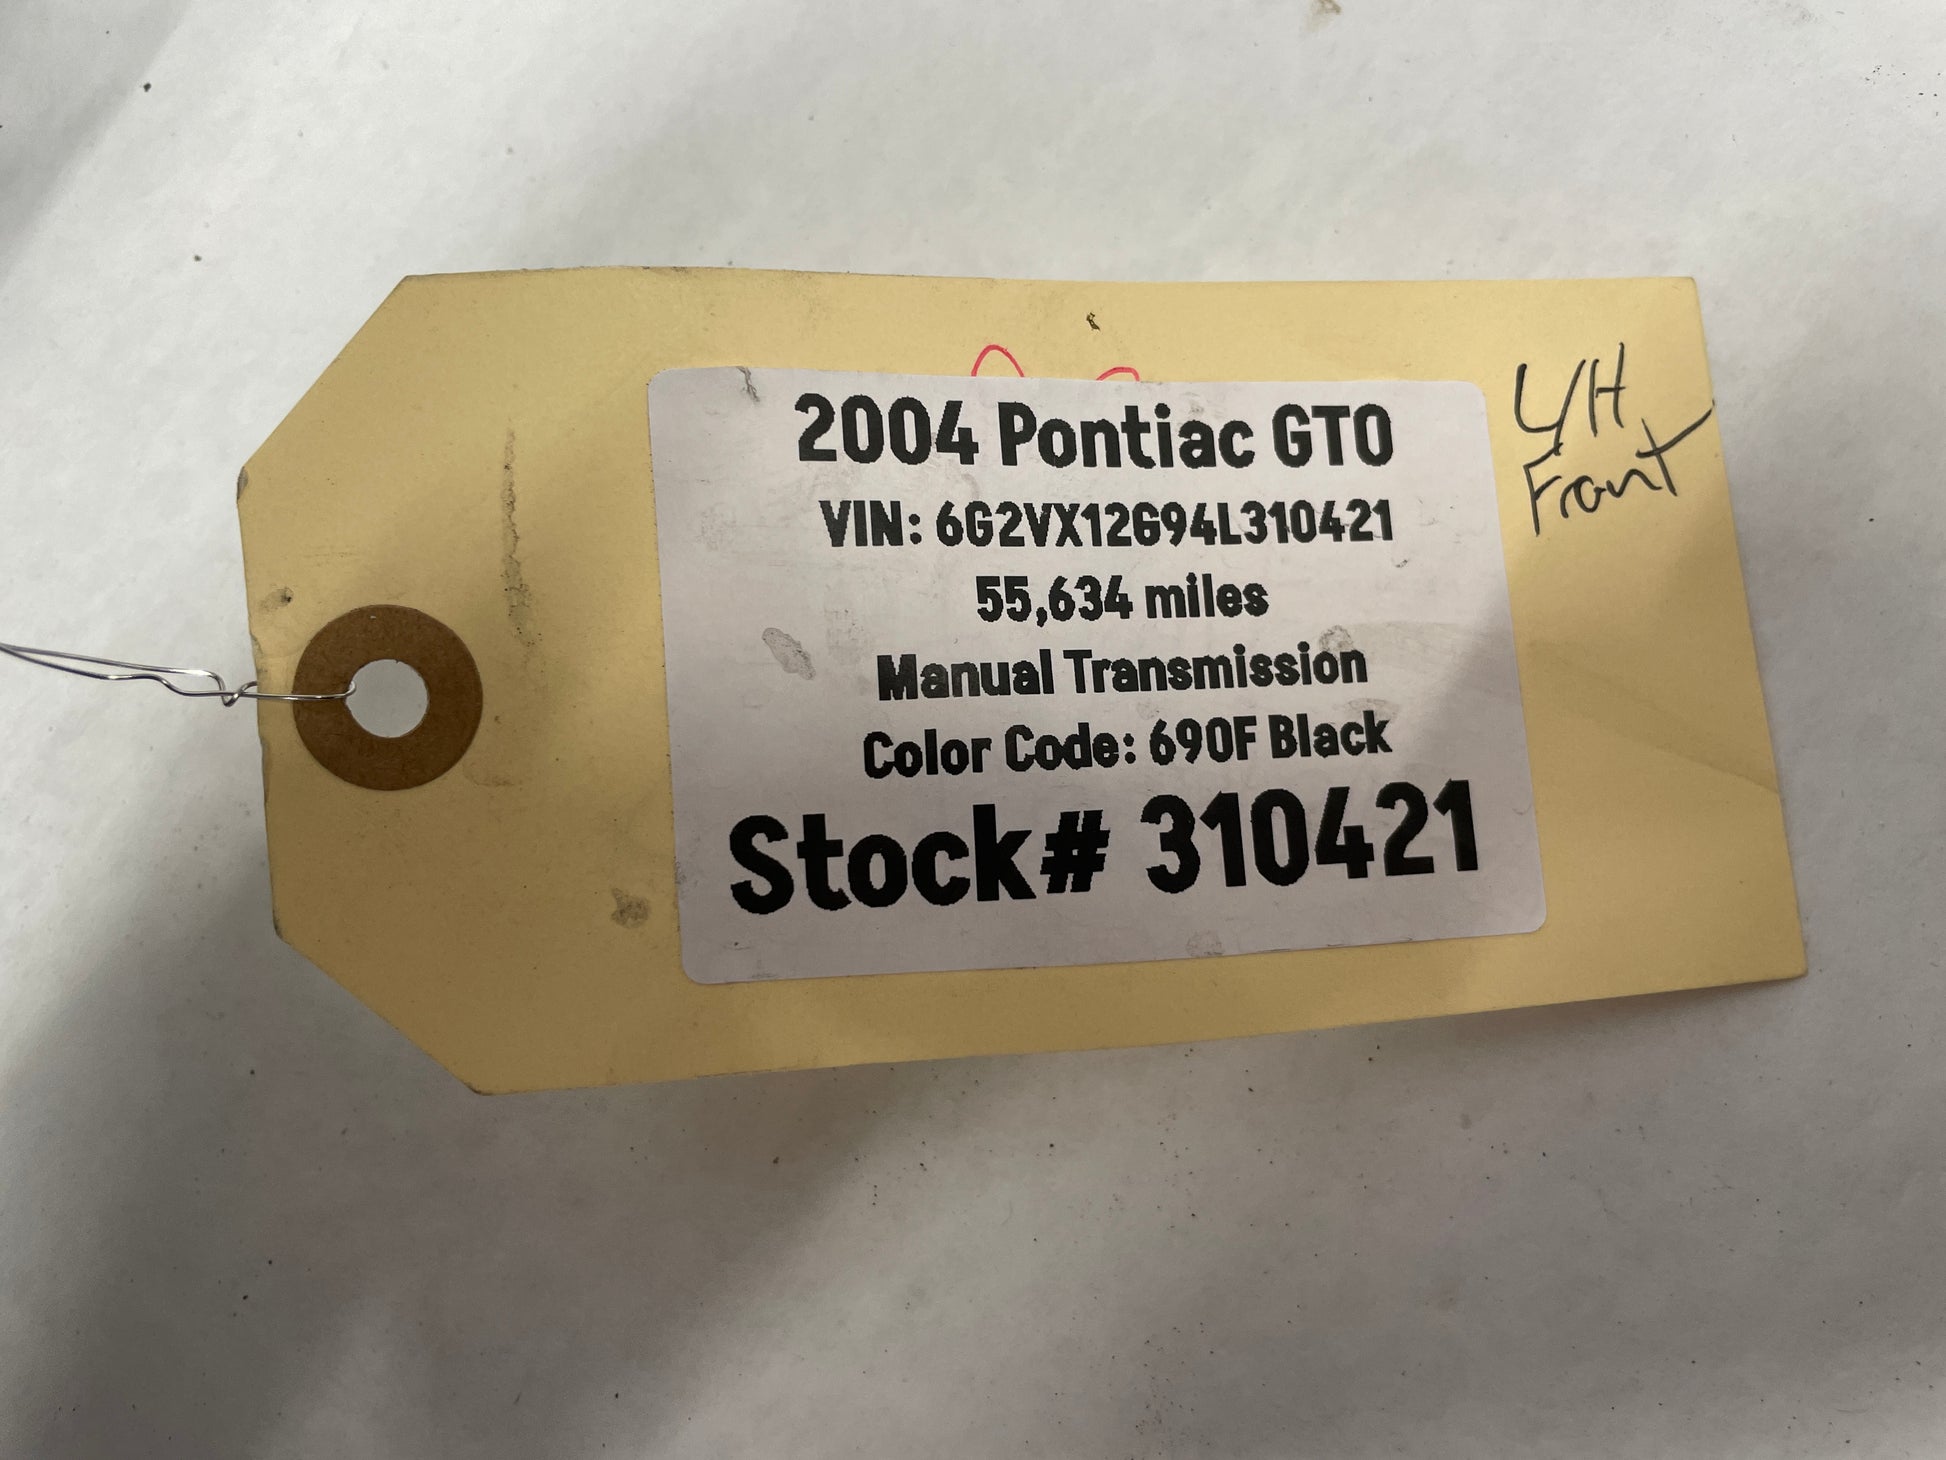 2004 Pontiac GTO
VIN: 6G2VX12G94L310421
55,634 miles
Manual Transmission
Color Code: 690F Black
Stock# 310421
L/H
Front